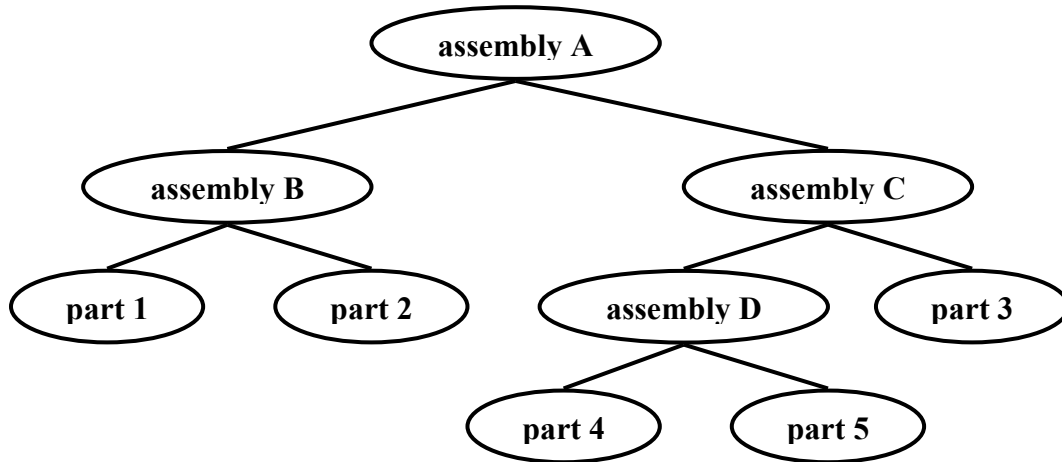 assembly A
assembly B
assembly C
part 1
part 2
assembly D
part 3
part 4
part 5